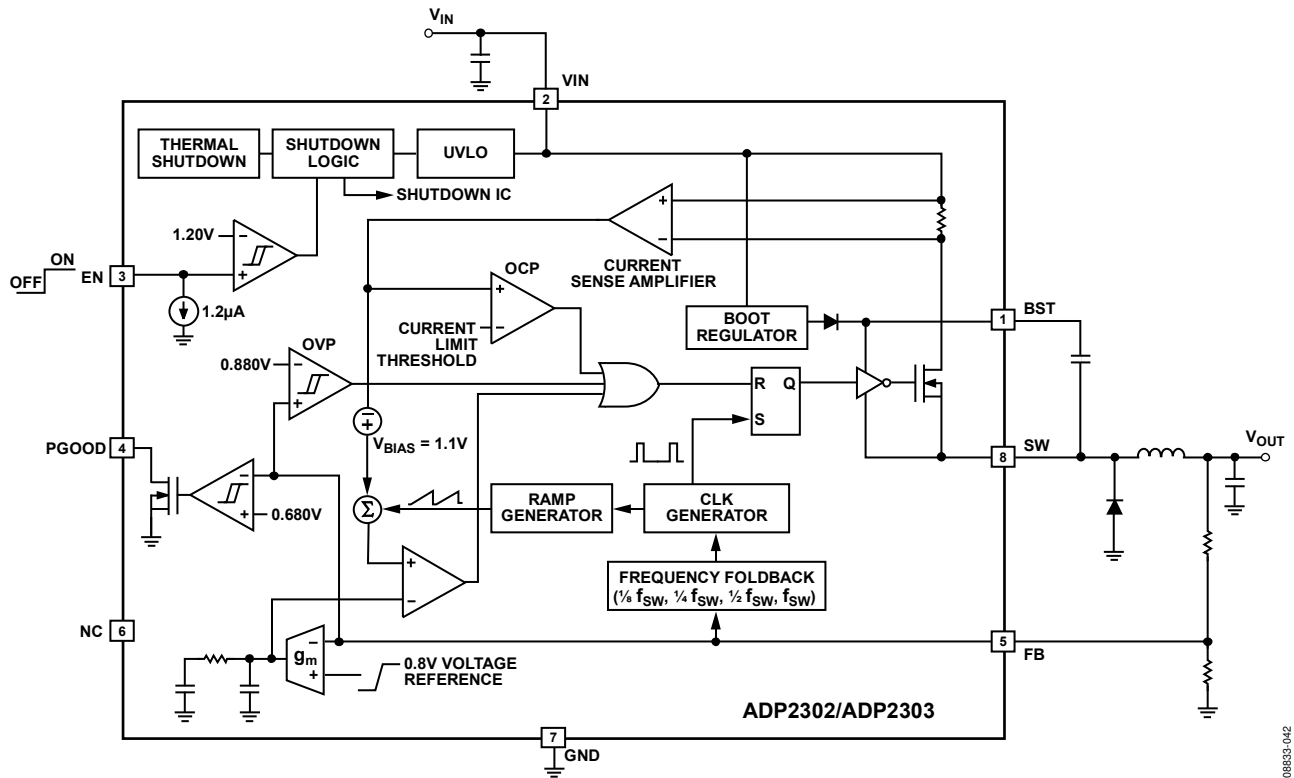 VIN
VIN
2
THERMAL
SHUTDOWN
SHUTDOWN
LOGIC
UVLO
SHUTDOWN IC
1.20V
−
+
+
−
CURRENT
SENSE AMPLIFIER
ON
OFF
EN
3
1.2µA
OCP
+
−
CURRENT
LIMIT
THRESHOLD
BOOT
REGULATOR
1
BST
OVP
0.880V
−
+
R
Q
S
−
+
VBIAS = 1.1V
PGOOD
4
−
+
0.680V
Σ
RAMP
GENERATOR
CLK
GENERATOR
8
SW
VOUT
+
−
FREQUENCY FOLDBACK
(⅛ fSW, ¼ fSW, ½ fSW, fSW)
NC
6
gm
−
+
0.8V VOLTAGE
REFERENCE
5
FB
ADP2302/ADP2303
7
GND
08833-042